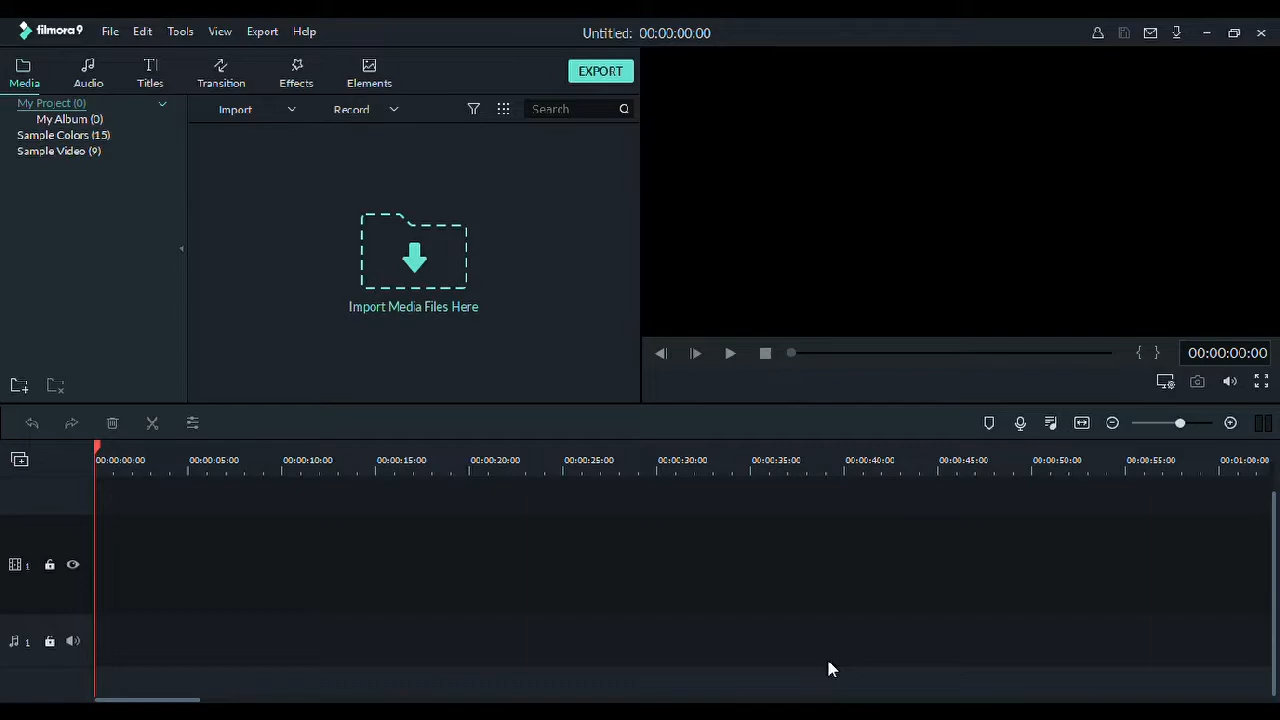 filmora9 File Edit Tools View Export Help Untitled: 00:00:00:00
Media Audio Titles Transition Effects Elements EXPORT
My Project (0)
My Album (0)
Sample Colors (15)
Sample Video (9)
Import Record Search
Import Media Files Here
00:00:00:00
00:00:00:00 00:00:05:00 00:00:10:00 00:00:15:00 00:00:20:00 00:00:25:00 00:00:30:00 00:00:35:00 00:00:40:00 00:00:45:00 00:00:50:00 00:00:55:00 00:01:00:00
1
1